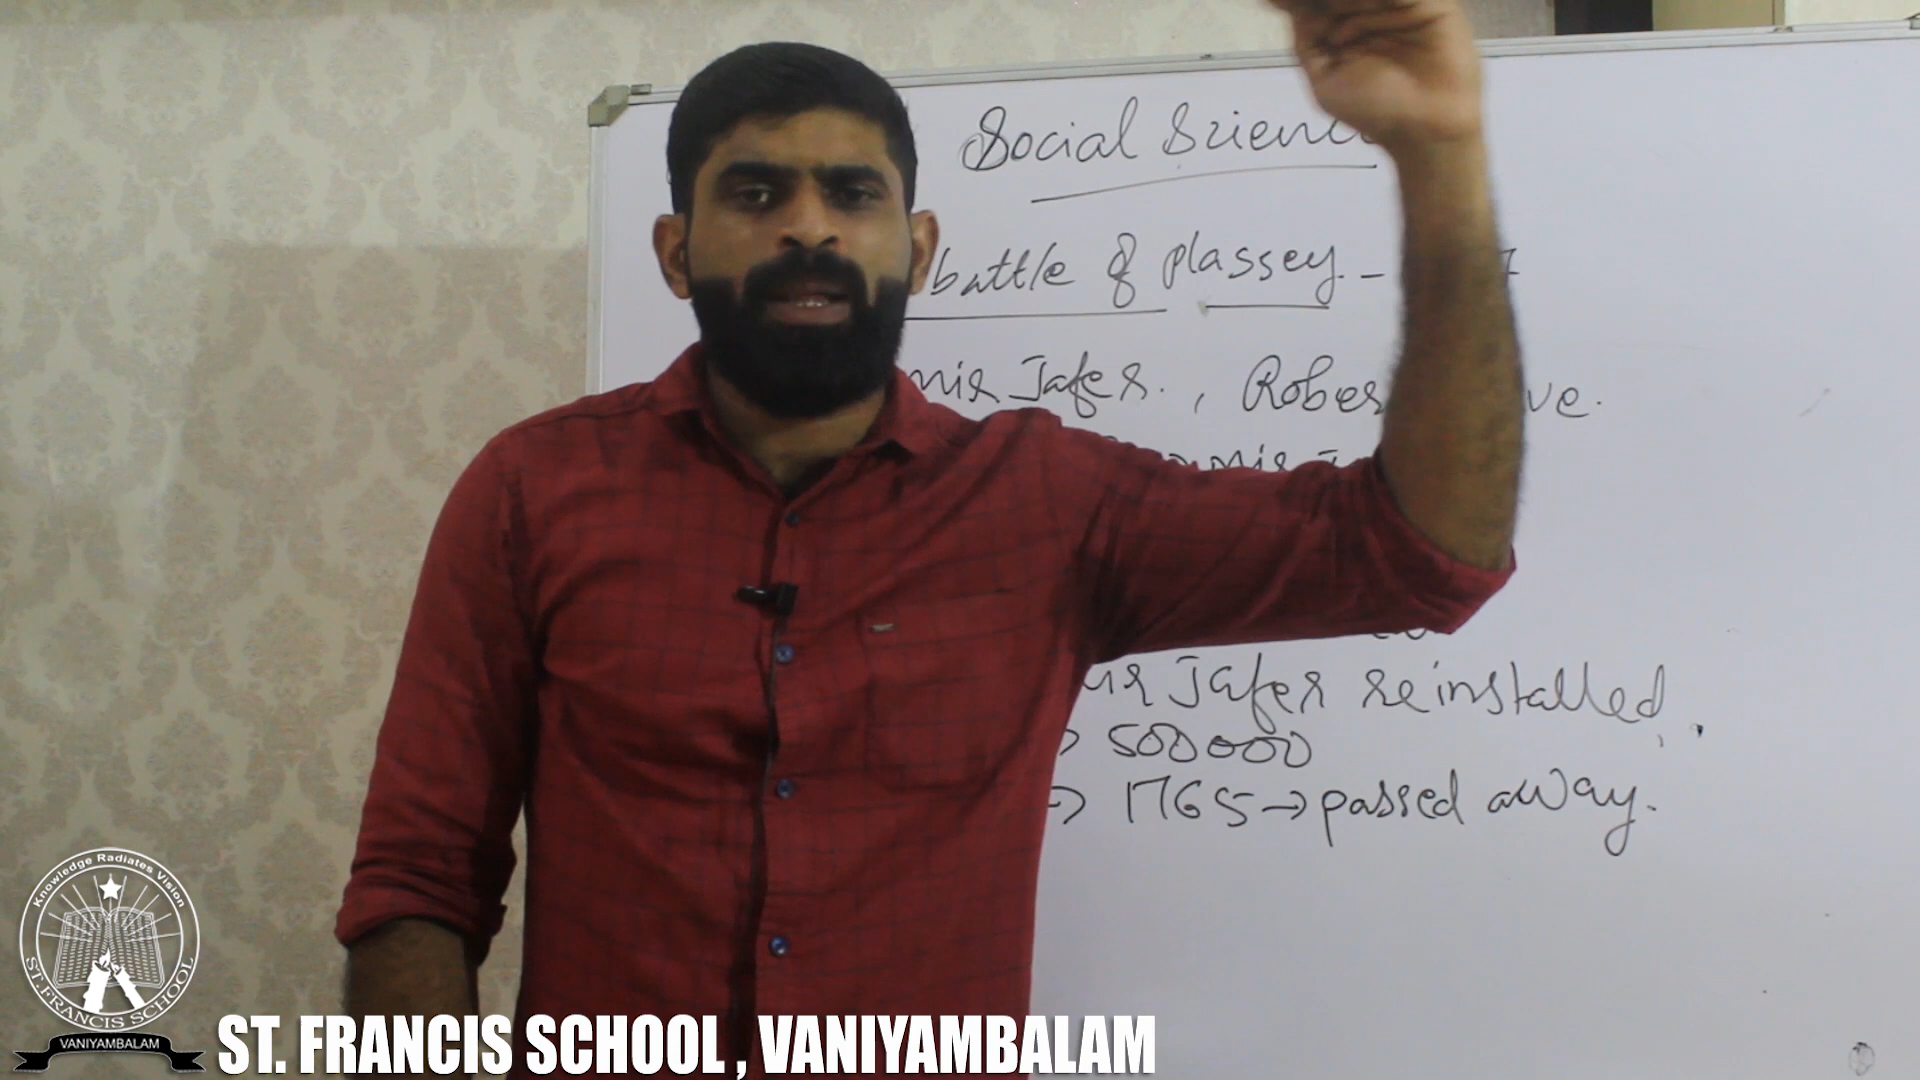 Social Scienc
battle of plassey - 7
Mir Jafer. , Rober ve.
Mir J
Jafer reinstalled.
→ 500000
→ 1765 → passed away.
Knowledge Radiates Vision
ST. FRANCIS SCHOOL
VANIYAMBALAM
ST. FRANCIS SCHOOL , VANIYAMBALAM